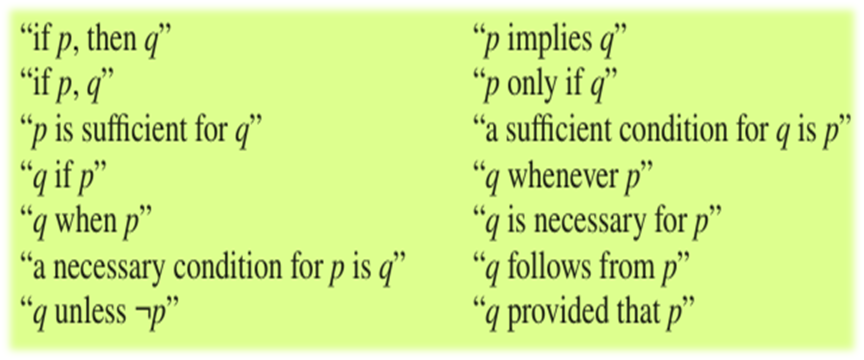 “if p, then q”
“if p, q”
“p is sufficient for q”
“q if p”
“q when p”
“a necessary condition for p is q”
“q unless ¬p”
“p implies q”
“p only if q”
“a sufficient condition for q is p”
“q whenever p”
“q is necessary for p”
“q follows from p”
“q provided that p”